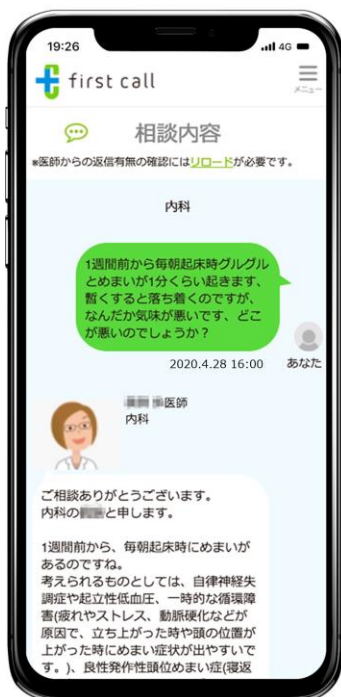 19:26
4G
first call
メニュー
相談内容
※医師からの返信有無の確認にはリロードが必要です。
内科
1週間前から毎朝起床時グルグル
とめまいが1分くらい起きます、
暫くすると落ち着くのですが、
なんだか気味が悪いです、どこ
が悪いのでしょうか？
2020.4.28 16:00
あなた
医師
内科
ご相談ありがとうございます。
内科の
と申します。
1週間前から、毎朝起床時にめまいが
あるのですね。
考えられるものとしては、自律神経失
調症や起立性低血圧、一時的な循環障
害(疲れやストレス、動脈硬化などが
原因で、立ち上がった時や頭の位置が
上がった時にめまい症状が出やすいで
す。)、良性発作性頭位めまい症(寝返